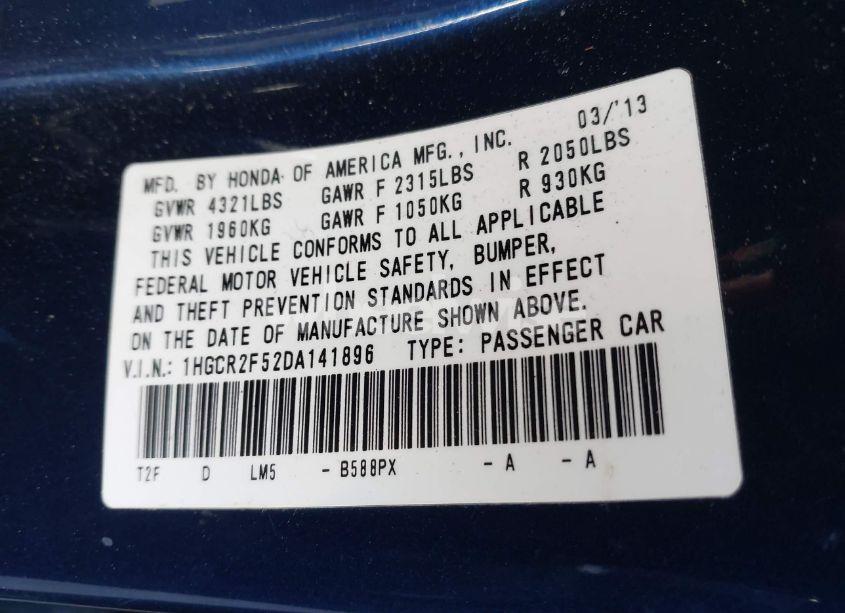 MFD. BY HONDA OF AMERICA MFG., INC. 03/'13
GVWR 4321LBS GAWR F 2315LBS R 2050LBS
GVWR 1960KG GAWR F 1050KG R 930KG
THIS VEHICLE CONFORMS TO ALL APPLICABLE
FEDERAL MOTOR VEHICLE SAFETY, BUMPER,
AND THEFT PREVENTION STANDARDS IN EFFECT
ON THE DATE OF MANUFACTURE SHOWN ABOVE.
V.I.N.: 1HGCR2F52DA141896 TYPE: PASSENGER CAR
T2F D LM5 - B588PX - A - A